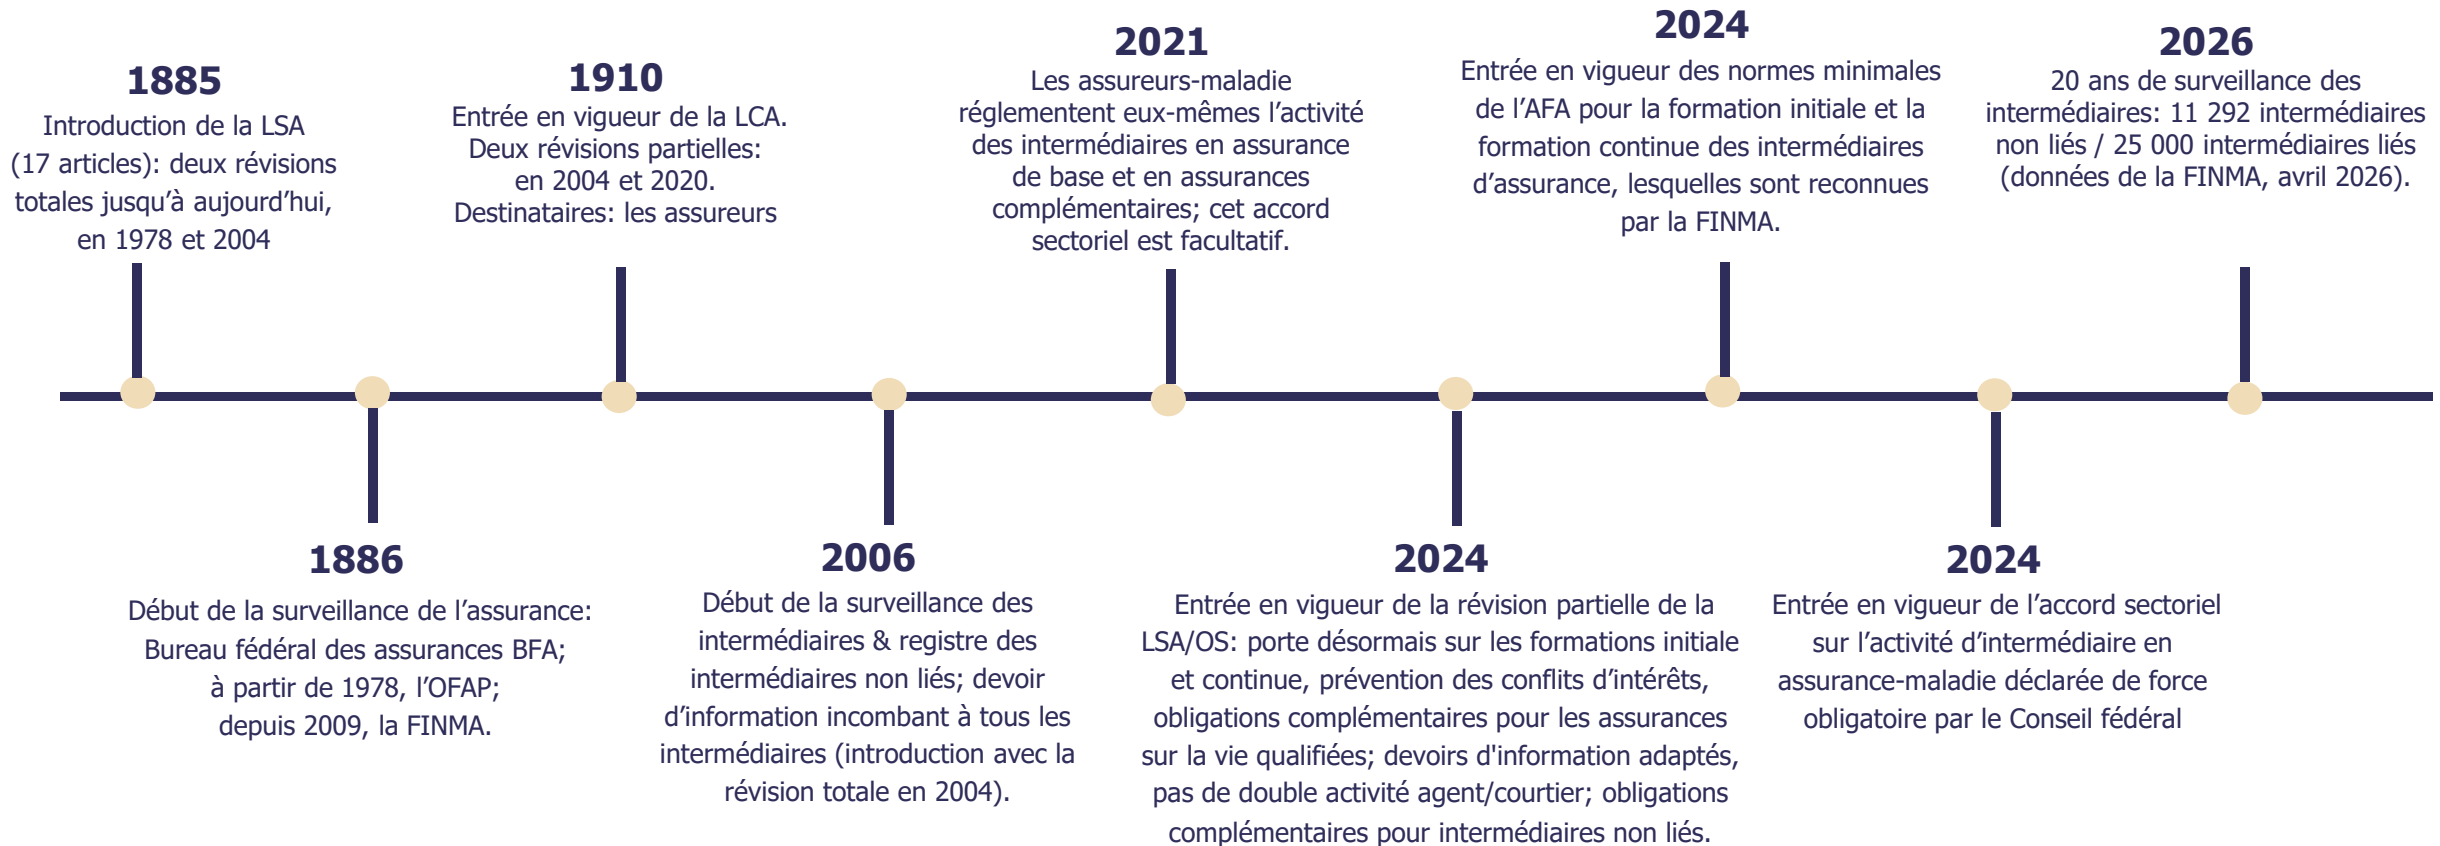 1885
Introduction de la LSA
(17 articles): deux révisions
totales jusqu’à aujourd’hui,
en 1978 et 2004
1886
Début de la surveillance de l’assurance:
Bureau fédéral des assurances BFA;
à partir de 1978, l’OFAP;
depuis 2009, la FINMA.
1910
Entrée en vigueur de la LCA.
Deux révisions partielles:
en 2004 et 2020.
Destinataires: les assureurs
2006
Début de la surveillance des
intermédiaires & registre des
intermédiaires non liés; devoir
d’information incombant à tous les
intermédiaires (introduction avec la
révision totale en 2004).
2021
Les assureurs-maladie
réglementent eux-mêmes l’activité
des intermédiaires en assurance
de base et en assurances
complémentaires; cet accord
sectoriel est facultatif.
2024
Entrée en vigueur de la révision partielle de la
LSA/OS: porte désormais sur les formations initiale
et continue, prévention des conflits d’intérêts,
obligations complémentaires pour les assurances
sur la vie qualifiées; devoirs d'information adaptés,
pas de double activité agent/courtier; obligations
complémentaires pour intermédiaires non liés.
2024
Entrée en vigueur des normes minimales
de l’AFA pour la formation initiale et la
formation continue des intermédiaires
d’assurance, lesquelles sont reconnues
par la FINMA.
2024
Entrée en vigueur de l’accord sectoriel
sur l’activité d’intermédiaire en
assurance-maladie déclarée de force
obligatoire par le Conseil fédéral
2026
20 ans de surveillance des
intermédiaires: 11 292 intermédiaires
non liés / 25 000 intermédiaires liés
(données de la FINMA, avril 2026).